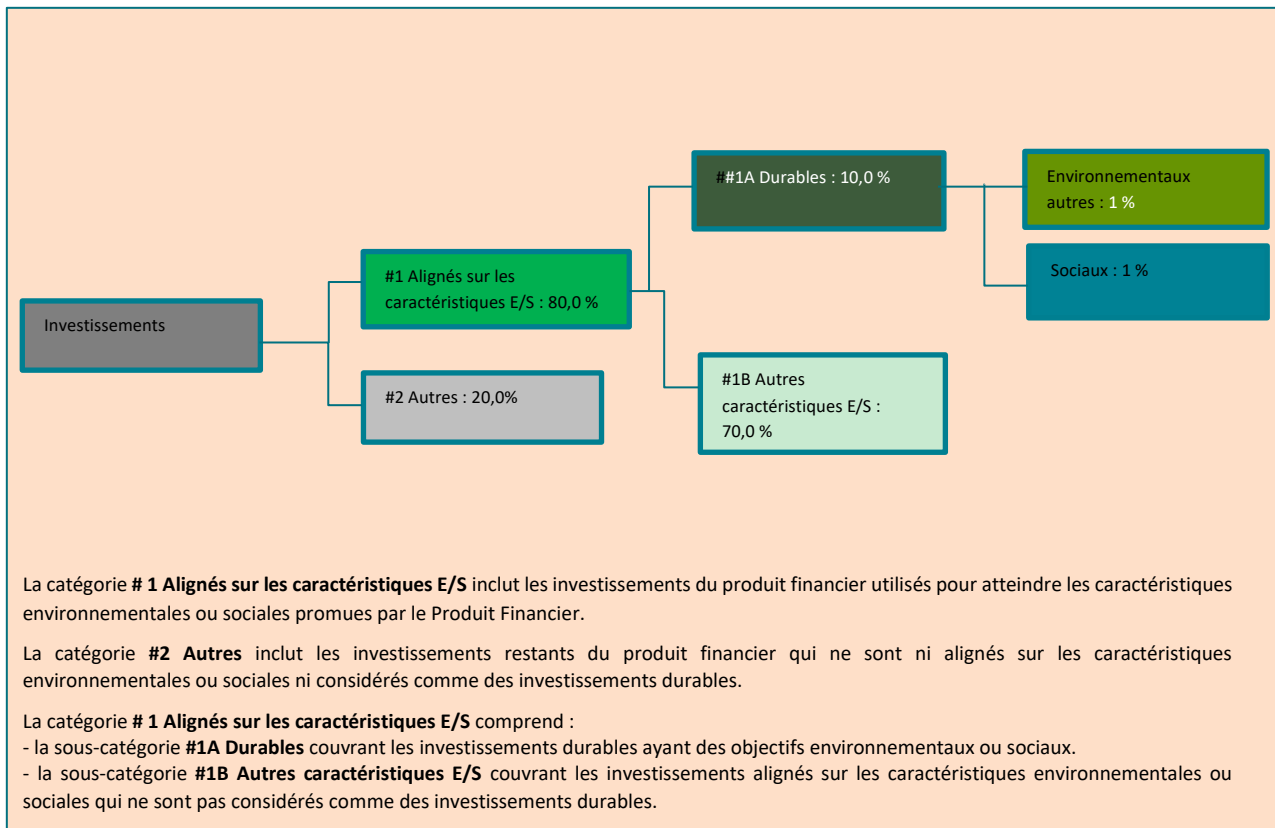 ##1A Durables : 10,0 %
Environnementaux
autres : 1 %
#1 Alignés sur les
caractéristiques E/S : 80,0 %
Sociaux : 1 %
Investissements
#2 Autres : 20,0%
#1B Autres
caractéristiques E/S :
70,0 %
La catégorie # 1 Alignés sur les caractéristiques E/S inclut les investissements du produit financier utilisés pour atteindre les caractéristiques
environnementales ou sociales promues par le Produit Financier.
La catégorie #2 Autres inclut les investissements restants du produit financier qui ne sont ni alignés sur les caractéristiques
environnementales ou sociales ni considérés comme des investissements durables.
La catégorie # 1 Alignés sur les caractéristiques E/S comprend :
- la sous-catégorie #1A Durables couvrant les investissements durables ayant des objectifs environnementaux ou sociaux.
- la sous-catégorie #1B Autres caractéristiques E/S couvrant les investissements alignés sur les caractéristiques environnementales ou
sociales qui ne sont pas considérés comme des investissements durables.